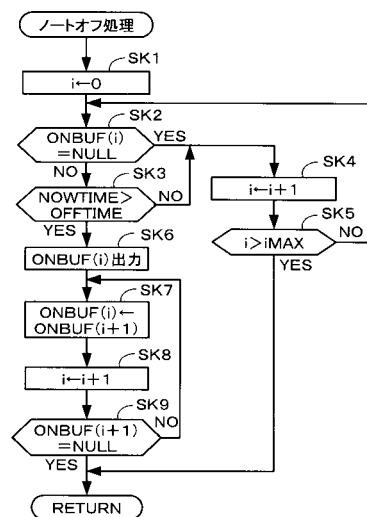 ノートオフ処理
SK1
i←0
SK2
ONBUF(i)
=NULL
YES
NO
SK3
NOWTIME>
OFFTIME
NO
YES
SK4
i←i+1
SK5
i>iMAX
NO
YES
SK6
ONBUF(i)出力
SK7
ONBUF(i)←
ONBUF(i+1)
SK8
i←i+1
SK9
ONBUF(i+1)
=NULL
NO
YES
RETURN